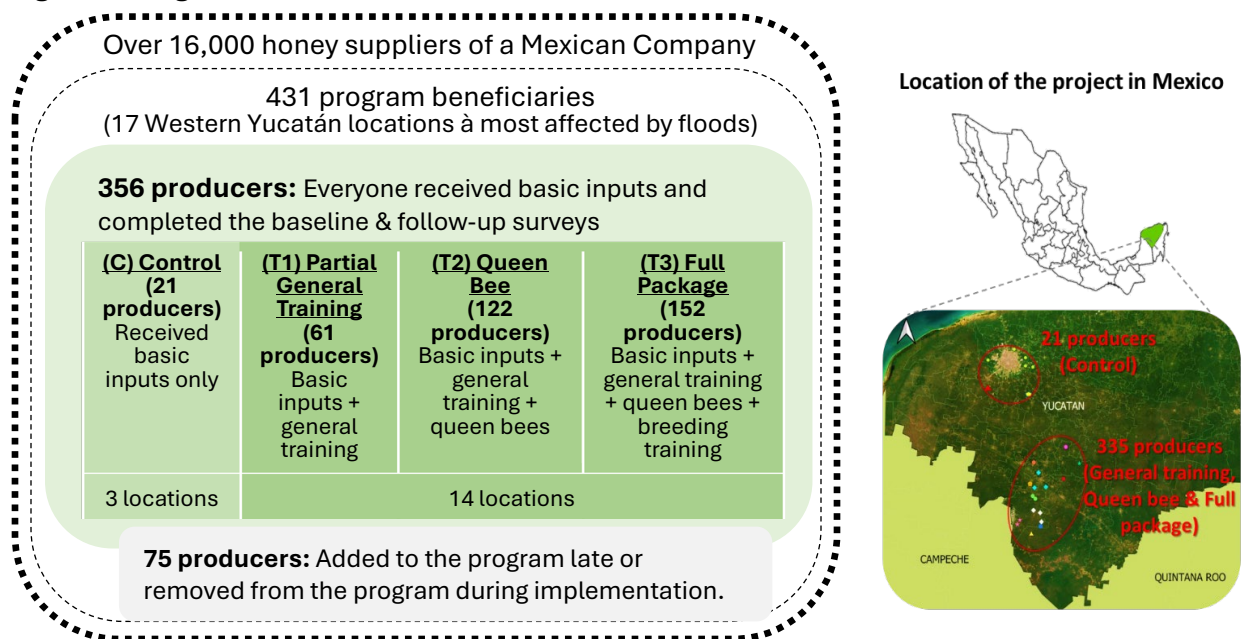 Over 16,000 honey suppliers of a Mexican Company
431 program beneficiaries
(17 Western Yucatán locations à most affected by floods)
356 producers: Everyone received basic inputs and
completed the baseline & follow-up surveys
(C) Control
(21
producers)
Received
basic
inputs only
(T1) Partial
General
Training
(61
producers)
Basic
inputs +
general
training
(T2) Queen
Bee
(122
producers)
Basic inputs +
general
training +
queen bees
(T3) Full
Package
(152
producers)
Basic inputs +
general training
+ queen bees +
breeding
training
3 locations
14 locations
75 producers: Added to the program late or
removed from the program during implementation.
Location of the project in Mexico
21 producers
(Control)
YUCATAN
335 producers
(General training,
Queen bee & Full
package)
CAMPECHE
QUINTANA ROO